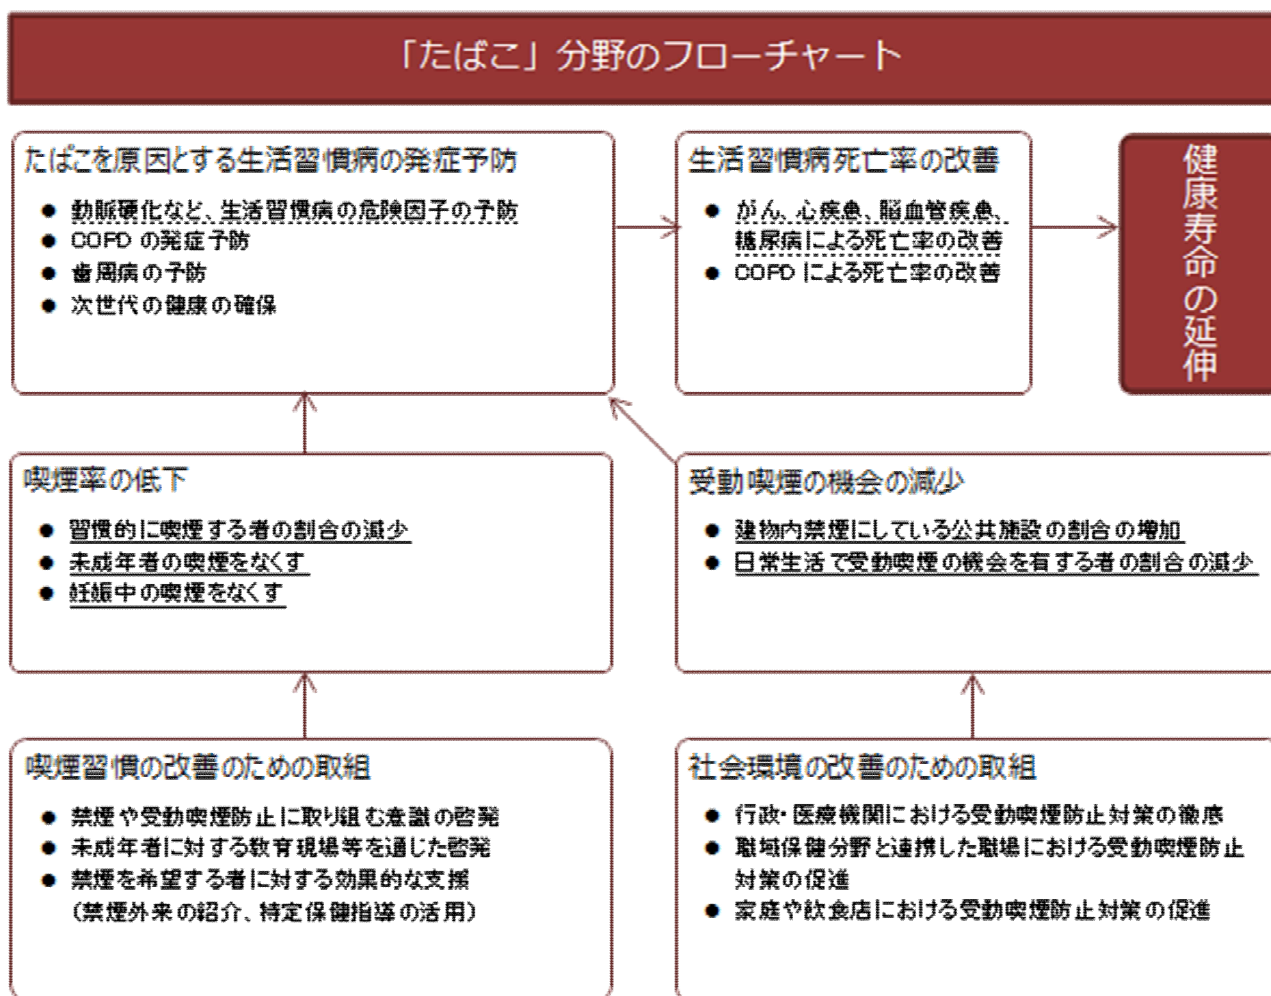 「たばこ」分野のフローチャート
たばこを原因とする生活習慣病の発症予防
● 動脈硬化など、生活習慣病の危険因子の予防
● COPD の発症予防
● 歯周病の予防
● 次世代の健康の確保
生活習慣病死亡率の改善
● がん、心疾患、脳血管疾患、
糖尿病による死亡率の改善
● COPD による死亡率の改善
健康寿命の延伸
喫煙率の低下
● 習慣的に喫煙する者の割合の減少
● 未成年者の喫煙をなくす
● 妊娠中の喫煙をなくす
受動喫煙の機会の減少
● 建物内禁煙にしている公共施設の割合の増加
● 日常生活で受動喫煙の機会を有する者の割合の減少
喫煙習慣の改善のための取組
● 禁煙や受動喫煙防止に取り組む意識の啓発
● 未成年者に対する教育現場等を通じた啓発
● 禁煙を希望する者に対する効果的な支援
（禁煙外来の紹介、特定保健指導の活用）
社会環境の改善のための取組
● 行政・医療機関における受動喫煙防止対策の徹底
● 職域保健分野と連携した職場における受動喫煙防止
対策の促進
● 家庭や飲食店における受動喫煙防止対策の促進